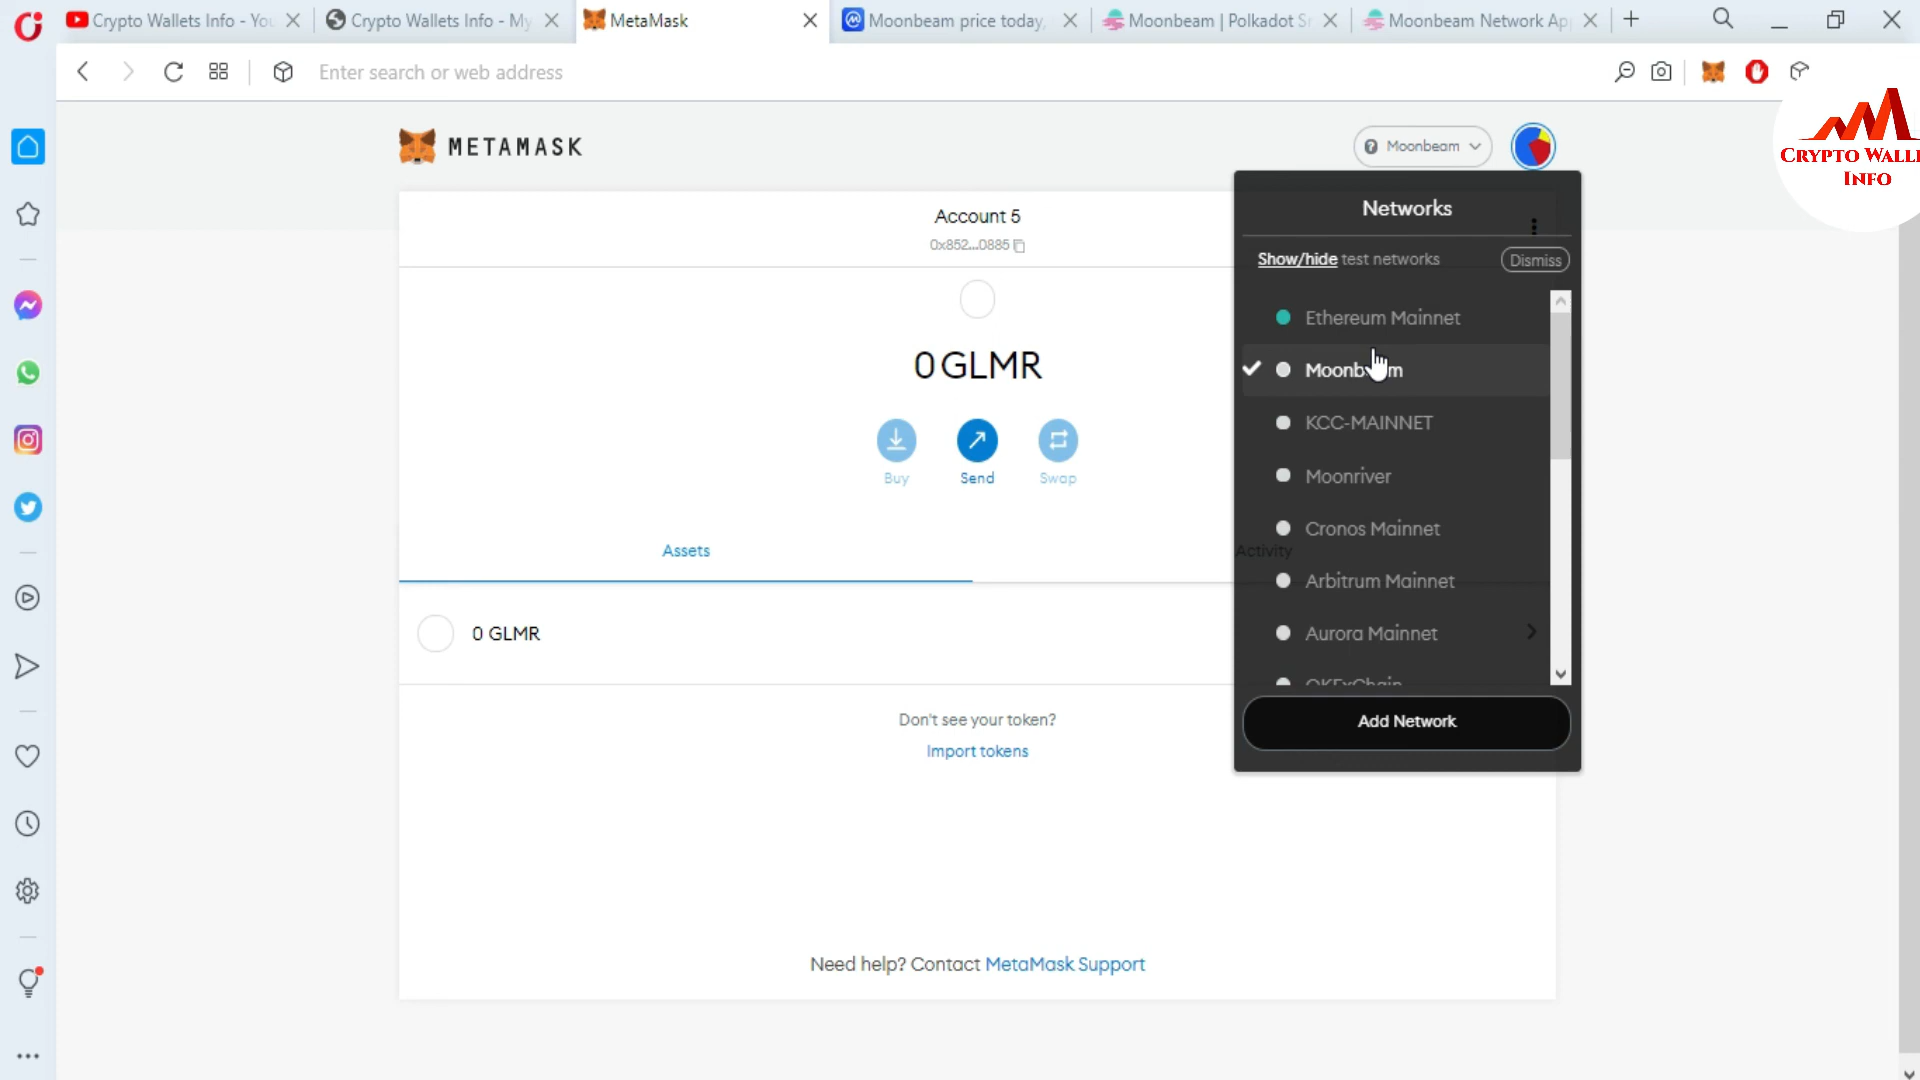 Crypto Wallets Info - You
Crypto Wallets Info - My
MetaMask
Moonbeam price today,
Moonbeam | Polkadot S
Moonbeam Network Ap
Enter search or web address
METAMASK
Moonbeam
CRYPTO WALLE
INFO
Account 5
0x852...0885
Networks
Show/hide test networks
Dismiss
Ethereum Mainnet
0 GLMR
Moonbeam
KCC-MAINNET
Buy
Send
Swap
Moonriver
Cronos Mainnet
Assets
Activity
Arbitrum Mainnet
0 GLMR
Aurora Mainnet
OKExChain
Don't see your token?
Add Network
Import tokens
Need help? Contact MetaMask Support